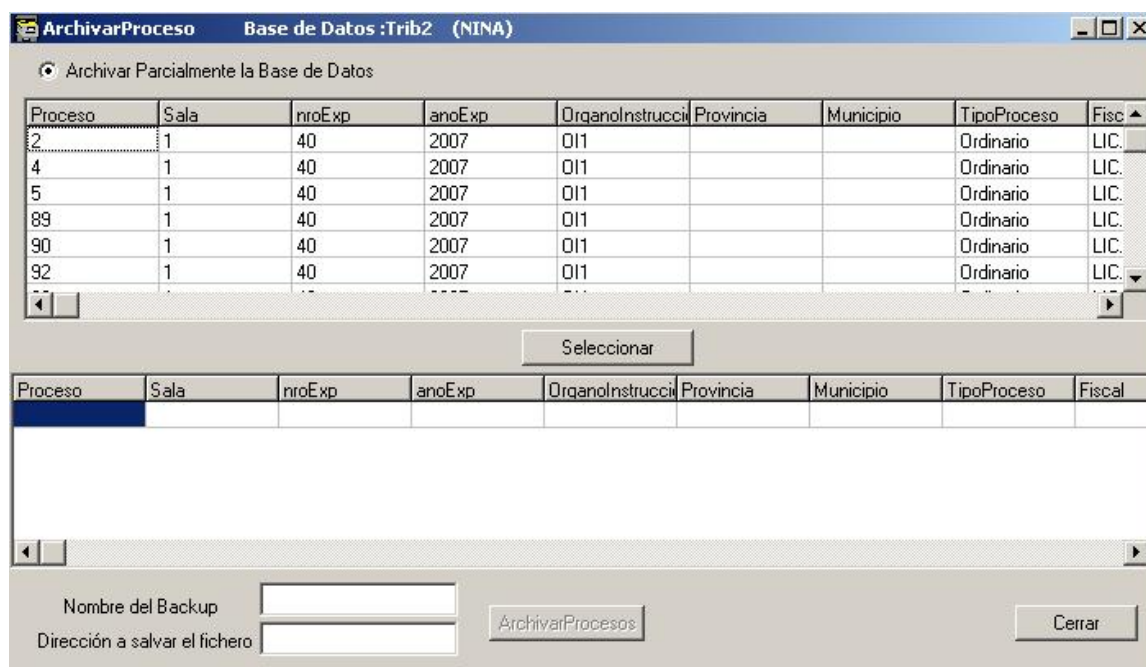 ArchivarProceso Base de Datos :Trib2 (NINA)
Archivar Parcialmente la Base de Datos
Proceso Sala nroExp anoExp OrganoInstrucci Provincia Municipio TipoProceso Fisc
2 1 40 2007 OI1 Ordinario LIC.
4 1 40 2007 OI1 Ordinario LIC.
5 1 40 2007 OI1 Ordinario LIC.
89 1 40 2007 OI1 Ordinario LIC.
90 1 40 2007 OI1 Ordinario LIC.
92 1 40 2007 OI1 Ordinario LIC.
Seleccionar
Proceso Sala nroExp anoExp OrganoInstrucci Provincia Municipio TipoProceso Fiscal
Nombre del Backup
Dirección a salvar el fichero
ArchivarProcesos
Cerrar